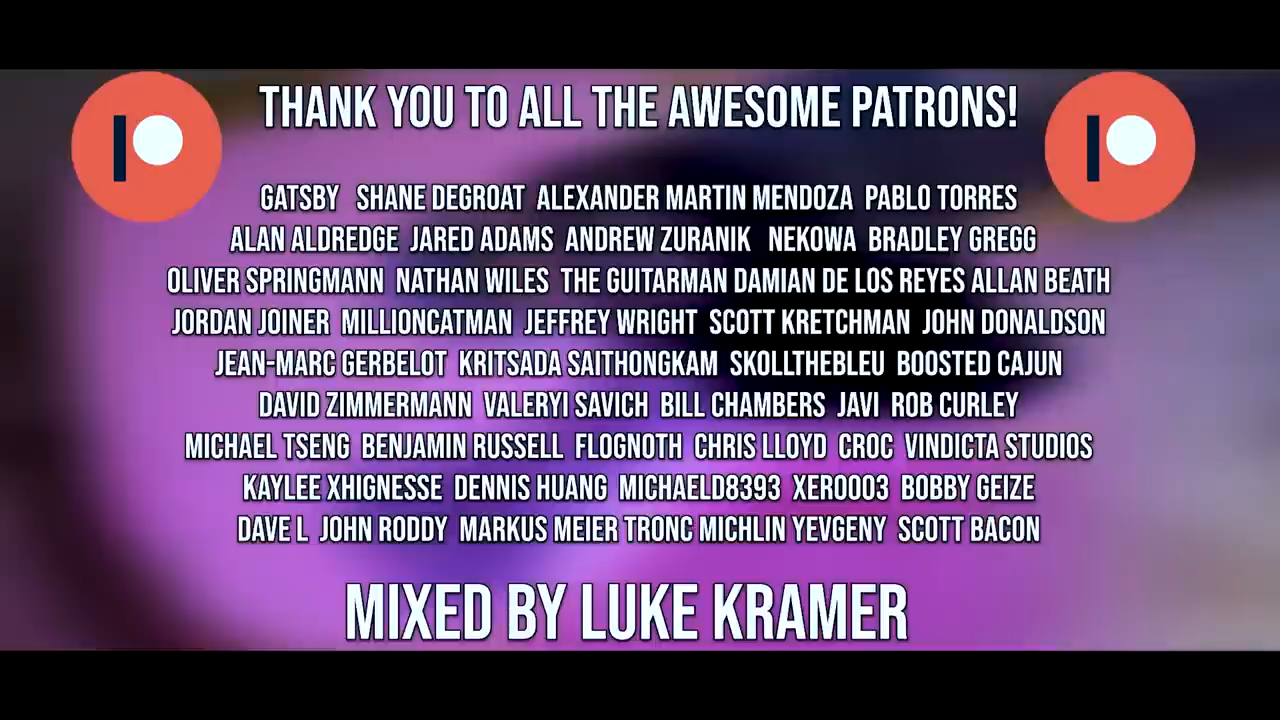 THANK YOU TO ALL THE AWESOME PATRONS!
GATSBY SHANE DEGROAT ALEXANDER MARTIN MENDOZA PABLO TORRES
ALAN ALDREDGE JARED ADAMS ANDREW ZURANIK NEKOWA BRADLEY GREGG
OLIVER SPRINGMANN NATHAN WILES THE GUITARMAN DAMIAN DE LOS REYES ALLAN BEATH
JORDAN JOINER MILLIONCATMAN JEFFREY WRIGHT SCOTT KRETCHMAN JOHN DONALDSON
JEAN-MARC GERBELOT KRITSADA SAITHONGKAM SKOLLTHEBLEU BOOSTED CAJUN
DAVID ZIMMERMANN VALERYI SAVICH BILL CHAMBERS JAVI ROB CURLEY
MICHAEL TSENG BENJAMIN RUSSELL FLOGNOTH CHRIS LLOYD CROC VINDICTA STUDIOS
KAYLEE XHIGNESSE DENNIS HUANG MICHAELD8393 XER0003 BOBBY GEIZE
DAVE L JOHN RODDY MARKUS MEIER TRONC MICHLIN YEVGENY SCOTT BACON
MIXED BY LUKE KRAMER